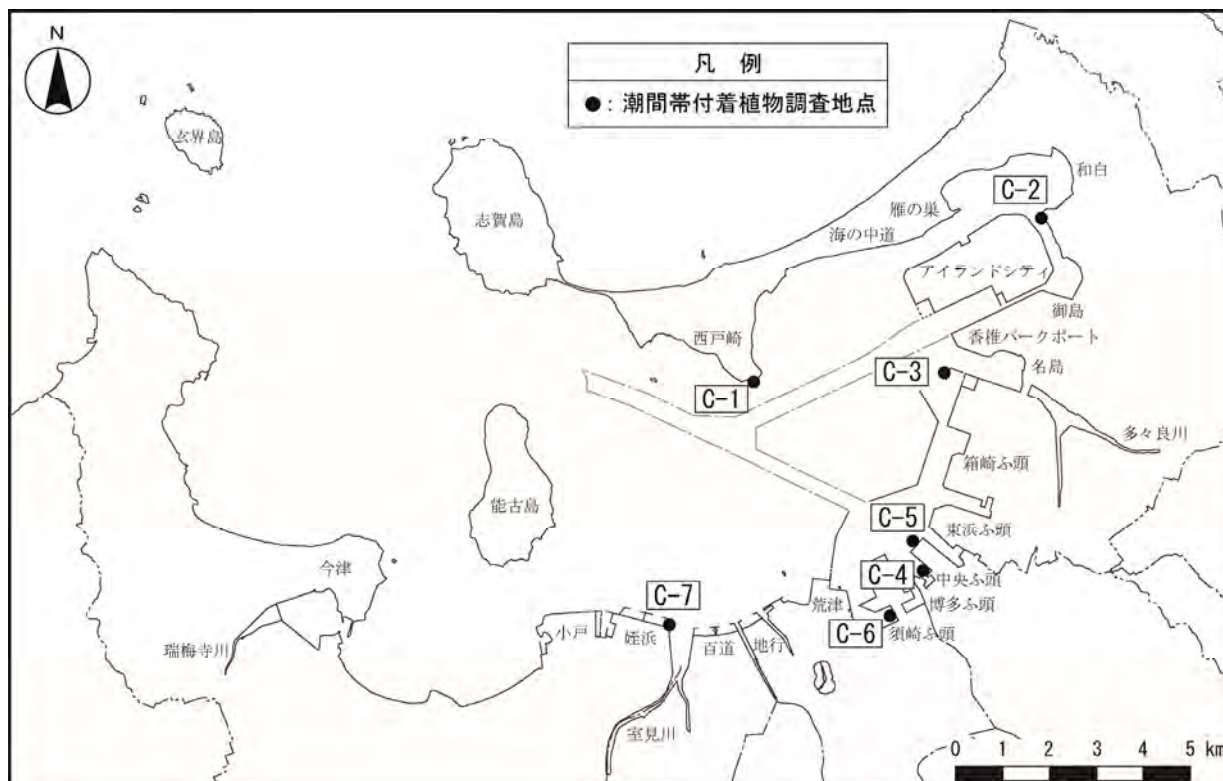 N
凡 例
●：潮間帯付着植物調査地点
玄界島
志賀島
和白
C-2
雁の巣
海の中道
アイランドシティ
御島
西戸崎
香椎パークポート
名島
C-3
C-1
多々良川
箱崎ふ頭
能古島
C-5
東浜ふ頭
今津
C-4
中央ふ頭
荒津
博多ふ頭
C-7
C-6
須崎ふ頭
小戸
姪浜
百道
地行
瑞梅寺川
室見川
0 1 2 3 4 5 km